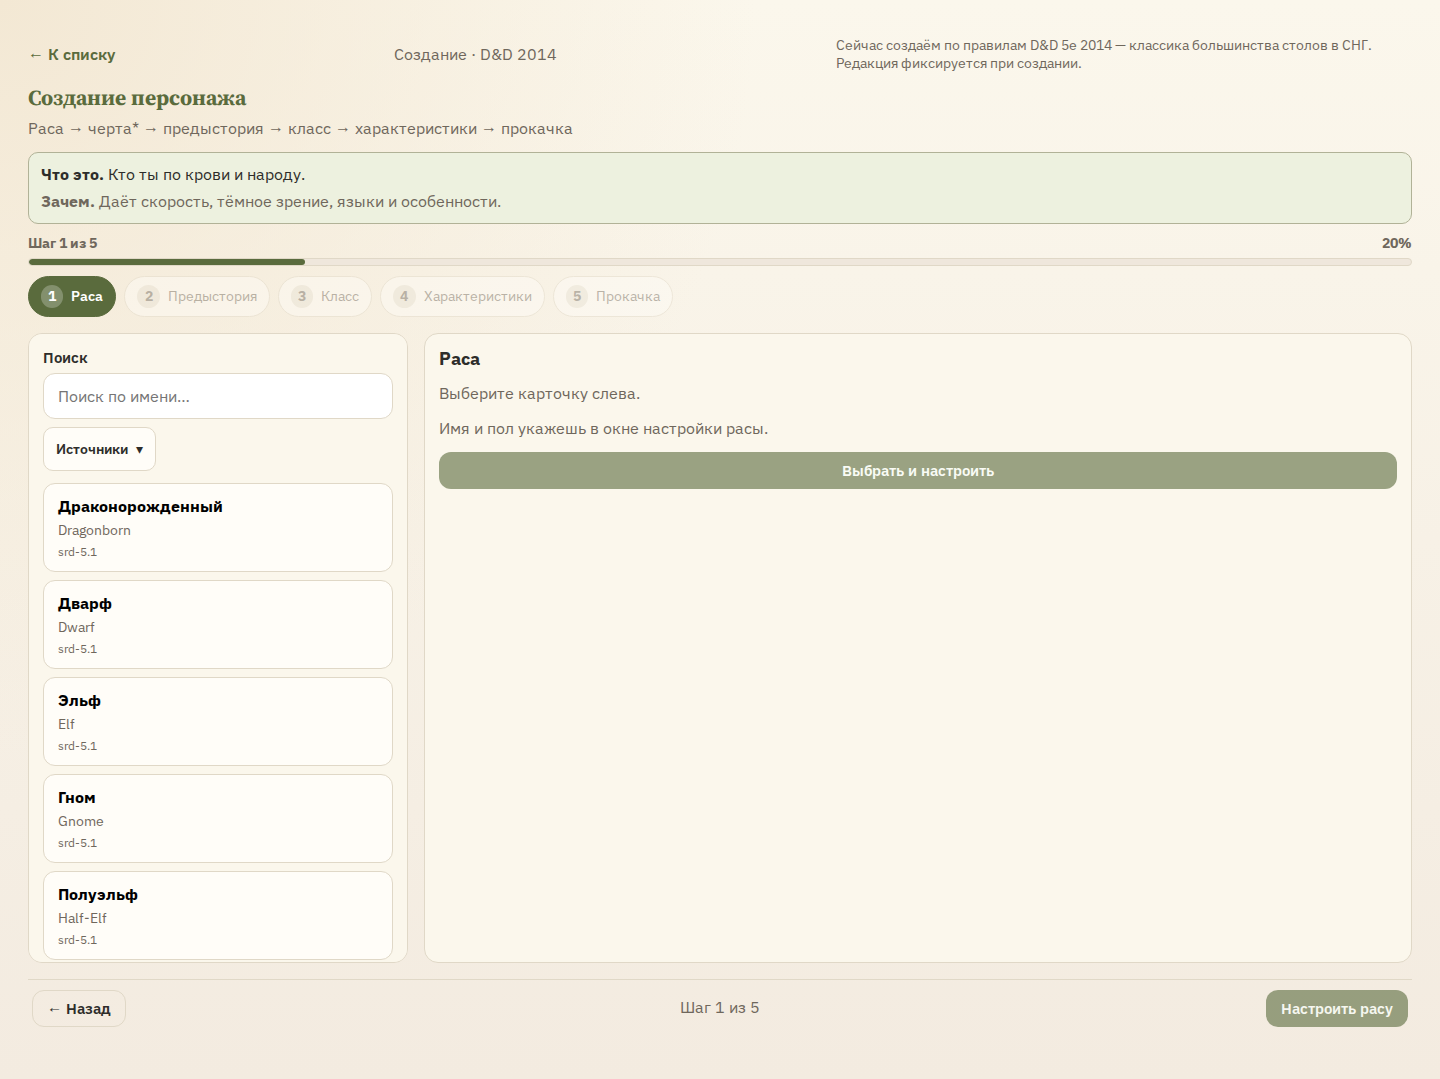 ← К списку
Создание · D&D 2014
Сейчас создаём по правилам D&D 5e 2014 — классика большинства столов в СНГ.
Редакция фиксируется при создании.
Создание персонажа
Раса → черта* → предыстория → класс → характеристики → прокачка
Что это. Кто ты по крови и народу.
Зачем. Даёт скорость, тёмное зрение, языки и особенности.
Шаг 1 из 5
20%
1 Раса
2 Предыстория
3 Класс
4 Характеристики
5 Прокачка
Поиск
Поиск по имени...
Источники ▾
Драконорожденный
Dragonborn
srd-5.1
Дварф
Dwarf
srd-5.1
Эльф
Elf
srd-5.1
Гном
Gnome
srd-5.1
Полуэльф
Half-Elf
srd-5.1
Раса
Выберите карточку слева.
Имя и пол укажешь в окне настройки расы.
Выбрать и настроить
← Назад
Шаг 1 из 5
Настроить расу